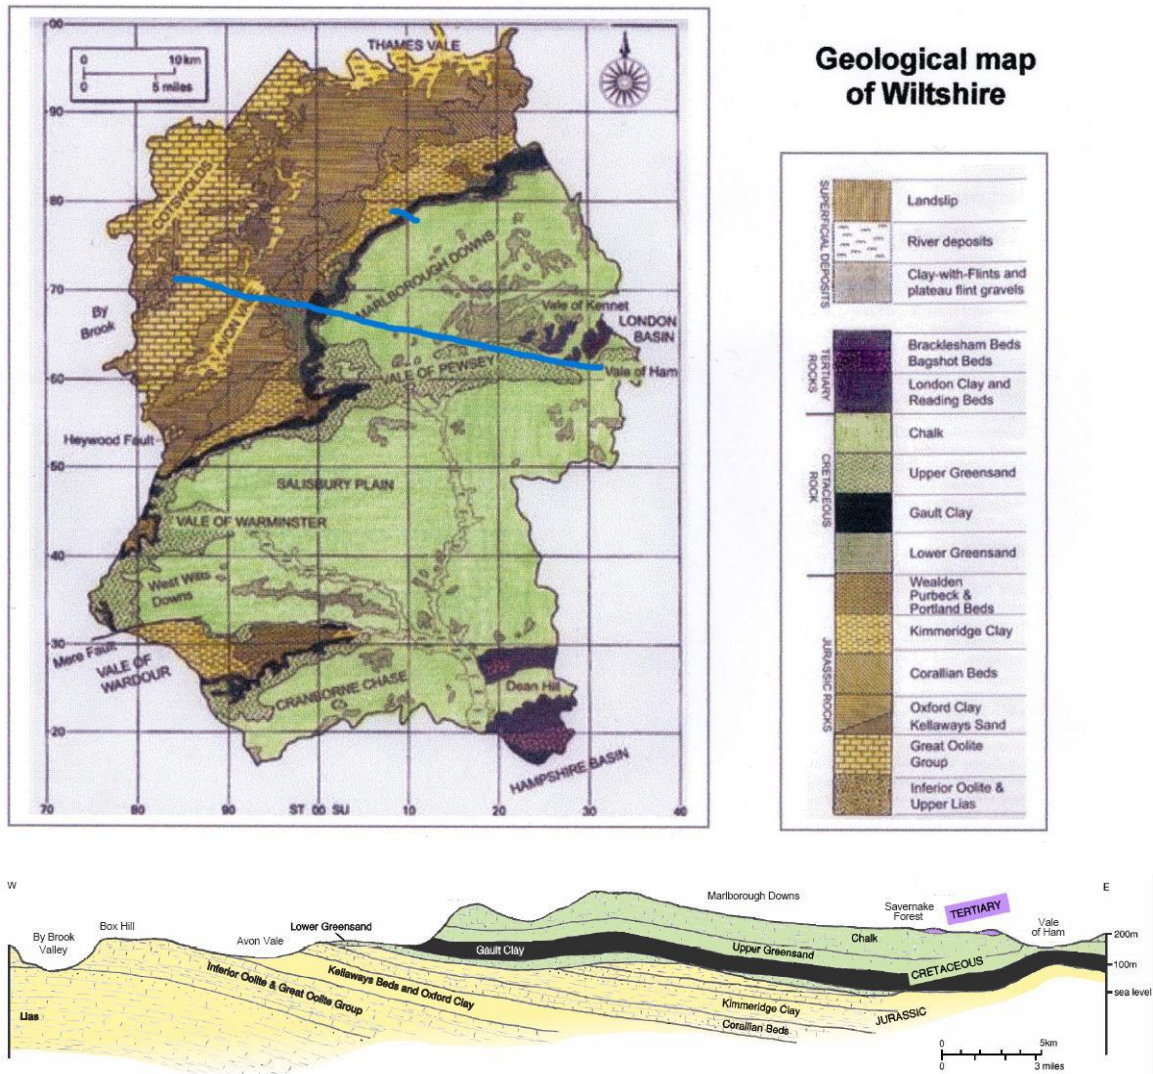 Geological map
of Wiltshire
00
90
80
70
60
50
40
30
20
70
80
90
ST 00 SU
10
20
30
40
0
10km
0
5 miles
THAMES VALE
COTSWOLDS
By
Brook
AVON VALE
MARLBOROUGH DOWNS
Vale of Kennet
LONDON
BASIN
VALE OF PEWSEY
Vale of Ham
Heywood Fault
SALISBURY PLAIN
VALE OF WARMINSTER
West Wilts
Downs
Mere Fault
VALE OF
WARDOUR
CRANBORNE CHASE
Dean Hill
HAMPSHIRE BASIN
SUPERFICIAL DEPOSITS
Landslip
River deposits
Clay-with-Flints and
plateau flint gravels
TERTIARY
ROCKS
Bracklesham Beds
Bagshot Beds
London Clay and
Reading Beds
CRETACEOUS
ROCK
Chalk
Upper Greensand
Gault Clay
Lower Greensand
JURASSIC ROCKS
Wealden
Purbeck &
Portland Beds
Kimmeridge Clay
Corallian Beds
Oxford Clay
Kellaways Sand
Great Oolite
Group
Inferior Oolite &
Upper Lias
W
E
By Brook
Valley
Box Hill
Avon Vale
Lower Greensand
Marlborough Downs
Savernake
Forest
TERTIARY
Vale
of Ham
Gault Clay
Upper Greensand
Chalk
CRETACEOUS
200m
100m
sea level
Lias
Inferior Oolite & Great Oolite Group
Kellaways Beds and Oxford Clay
Kimmeridge Clay
Corallian Beds
JURASSIC
0
5km
0
3 miles